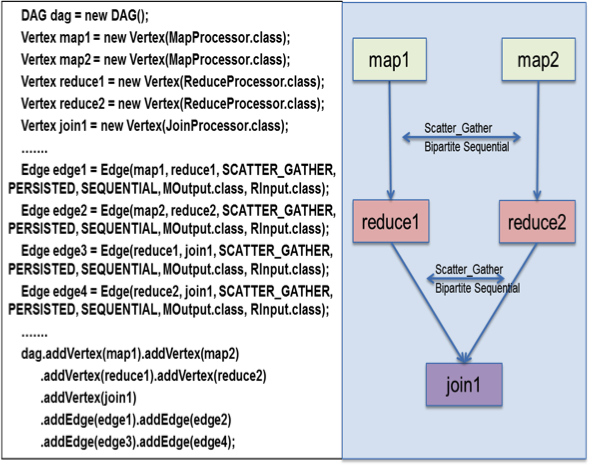 DAG dag = new DAG();
Vertex map1 = new Vertex(MapProcessor.class);
Vertex map2 = new Vertex(MapProcessor.class);
Vertex reduce1 = new Vertex(ReduceProcessor.class);
Vertex reduce2 = new Vertex(ReduceProcessor.class);
Vertex join1 = new Vertex(JoinProcessor.class);
.......
Edge edge1 = Edge(map1, reduce1, SCATTER_GATHER,
PERSISTED, SEQUENTIAL, MOutput.class, RInput.class);
Edge edge2 = Edge(map2, reduce2, SCATTER_GATHER,
PERSISTED, SEQUENTIAL, MOutput.class, RInput.class);
Edge edge3 = Edge(reduce1, join1, SCATTER_GATHER,
PERSISTED, SEQUENTIAL, MOutput.class, RInput.class);
Edge edge4 = Edge(reduce2, join1, SCATTER_GATHER,
PERSISTED, SEQUENTIAL, MOutput.class, RInput.class);
.......
dag.addVertex(map1).addVertex(map2)
.addVertex(reduce1).addVertex(reduce2)
.addVertex(join1)
.addEdge(edge1).addEdge(edge2)
.addEdge(edge3).addEdge(edge4);
map1
map2
Scatter_Gather
Bipartite Sequential
reduce1
reduce2
Scatter_Gather
Bipartite Sequential
join1